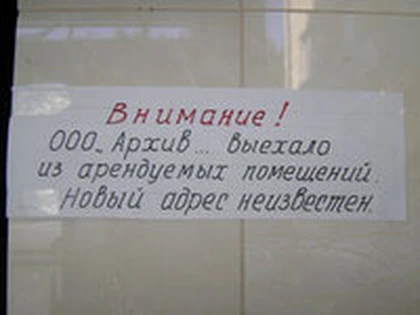 Внимание!
ООО „Архив... выехало
из арендуемых помещений.
Новый адрес неизвестен.